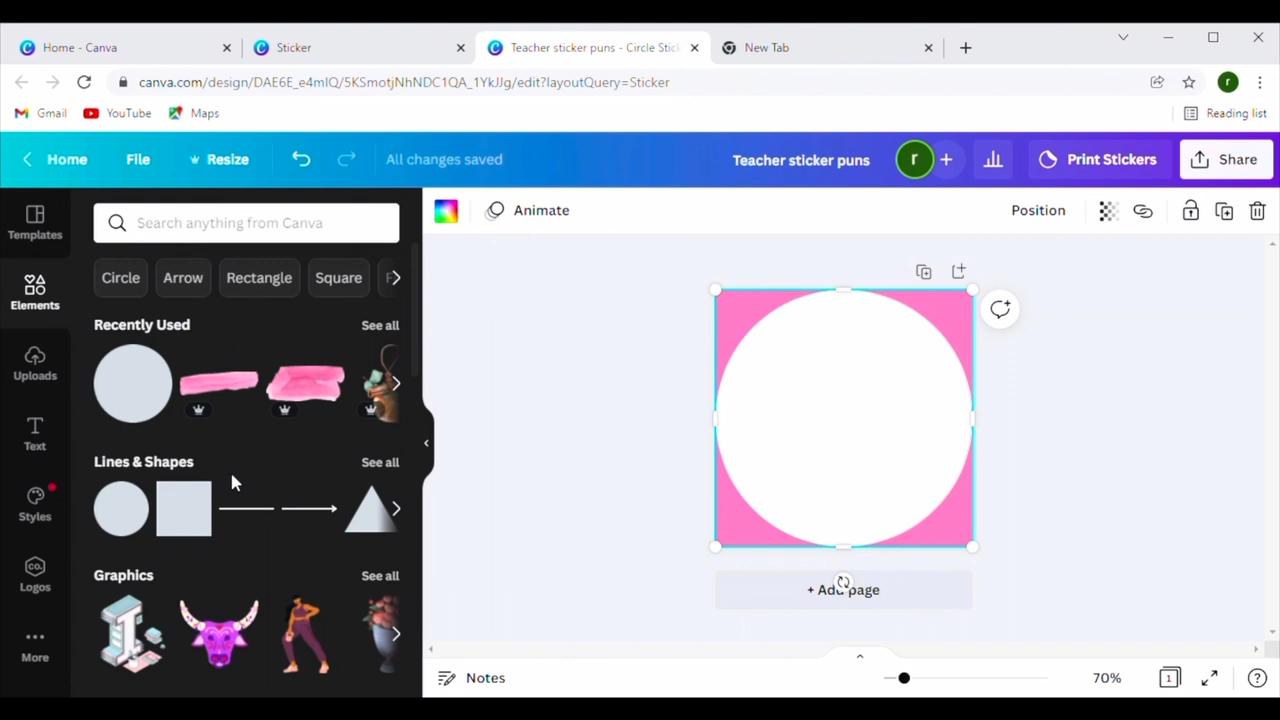 Home - Canva
Sticker
Teacher sticker puns - Circle Stic
New Tab
canva.com/design/DAE6E_e4mIQ/5KSmotjNhNDC1QA_1YkJJg/edit?layoutQuery=Sticker
r
Gmail
YouTube
Maps
Reading list
Home
File
Resize
All changes saved
Teacher sticker puns
r
Print Stickers
Share
Templates
Search anything from Canva
Animate
Position
Elements
Circle
Arrow
Rectangle
Square
F
Recently Used
See all
Uploads
Text
Lines & Shapes
See all
Styles
Graphics
See all
Logos
+ Add page
More
Notes
70%
1